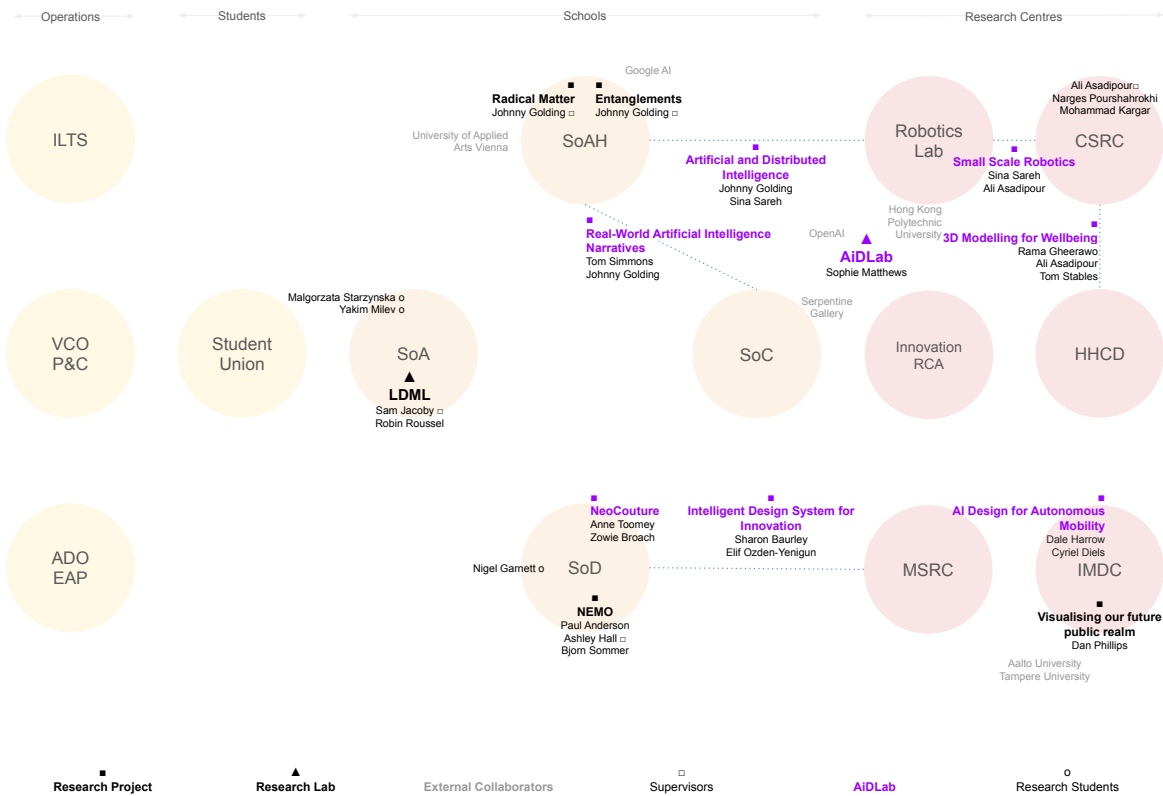 Operations
Students
Schools
Research Centres
Google AI
Radical Matter
Johnny Golding □
Entanglements
Johnny Golding □
University of Applied
Arts Vienna
ILTS
SoAH
Robotics
Lab
Ali Asadipour□
Narges Pourshahrokhi
Mohammad Kargar
CSRC
Artificial and Distributed
Intelligence
Johnny Golding
Sina Sareh
Small Scale Robotics
Sina Sareh
Ali Asadipour
Real-World Artificial Intelligence
Narratives
Tom Simmons
Johnny Golding
OpenAI
Hong Kong
Polytechnic
University
AiDLab
Sophie Matthews
3D Modelling for Wellbeing
Rama Gheerawo
Ali Asadipour
Tom Stables
Malgorzata Starzynska o
Yakim Milev o
Serpentine
Gallery
VCO
P&C
Student
Union
SoA
LDML
Sam Jacoby □
Robin Roussel
SoC
Innovation
RCA
HHCD
NeoCouture
Anne Toomey
Zowie Broach
Intelligent Design System for
Innovation
Sharon Baurley
Elif Ozden-Yenigun
AI Design for Autonomous
Mobility
Dale Harrow
Cyriel Diels
ADO
EAP
Nigel Garnett o
SoD
MSRC
IMDC
NEMO
Paul Anderson
Ashley Hall □
Bjorn Sommer
Visualising our future
public realm
Dan Phillips
Aalto University
Tampere University
Research Project
Research Lab
External Collaborators
□
Supervisors
AiDLab
o
Research Students